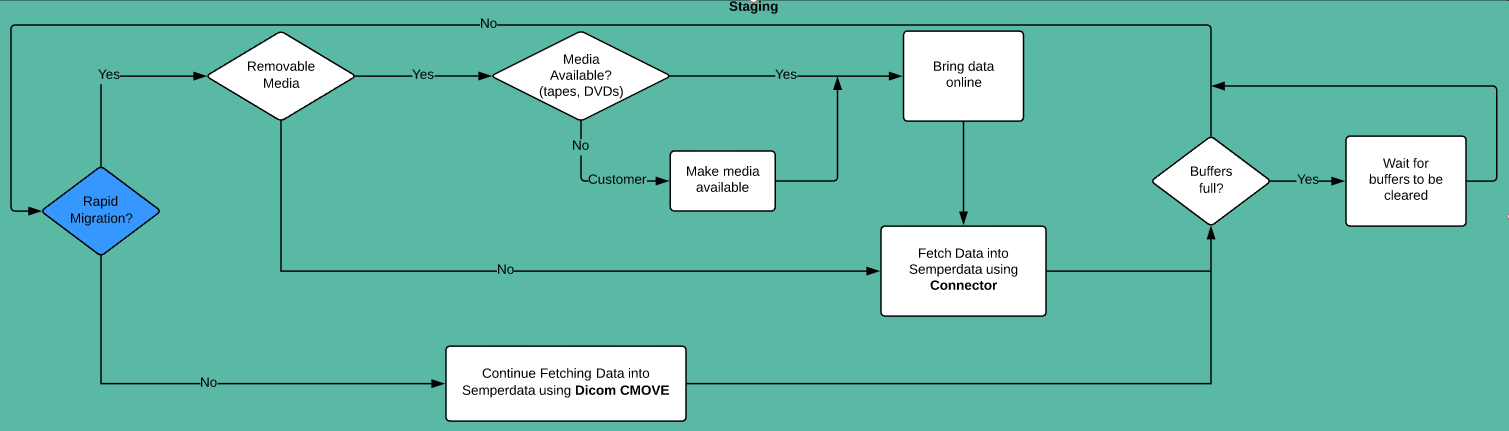 Staging
No
Yes
Removable
Media
Yes
Media
Available?
(tapes, DVDs)
Yes
Bring data
online
No
Customer
Make media
available
Rapid
Migration?
Buffers
full?
Yes
Wait for
buffers to be
cleared
No
Fetch Data into
Semperdata using
Connector
No
Continue Fetching Data into
Semperdata using Dicom CMOVE